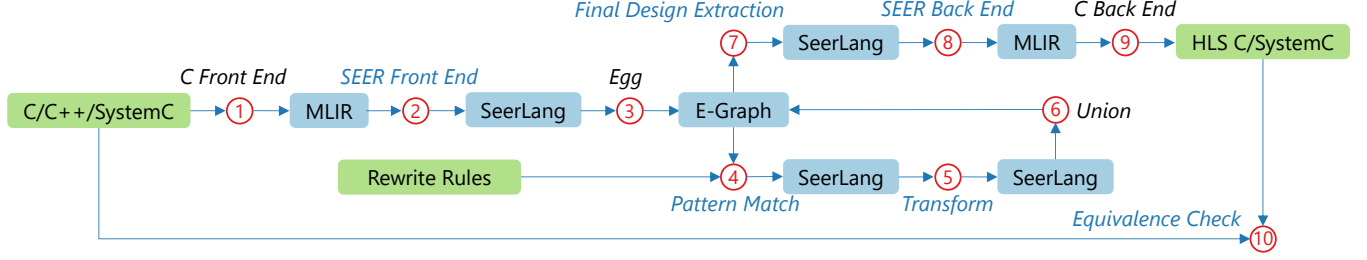 Final Design Extraction
SEER Back End
C Back End
7
SeerLang
8
MLIR
9
HLS C/SystemC
C Front End
SEER Front End
Egg
C/C++/SystemC
1
MLIR
2
SeerLang
3
E-Graph
6
Union
Rewrite Rules
4
SeerLang
5
SeerLang
Pattern Match
Transform
Equivalence Check
10